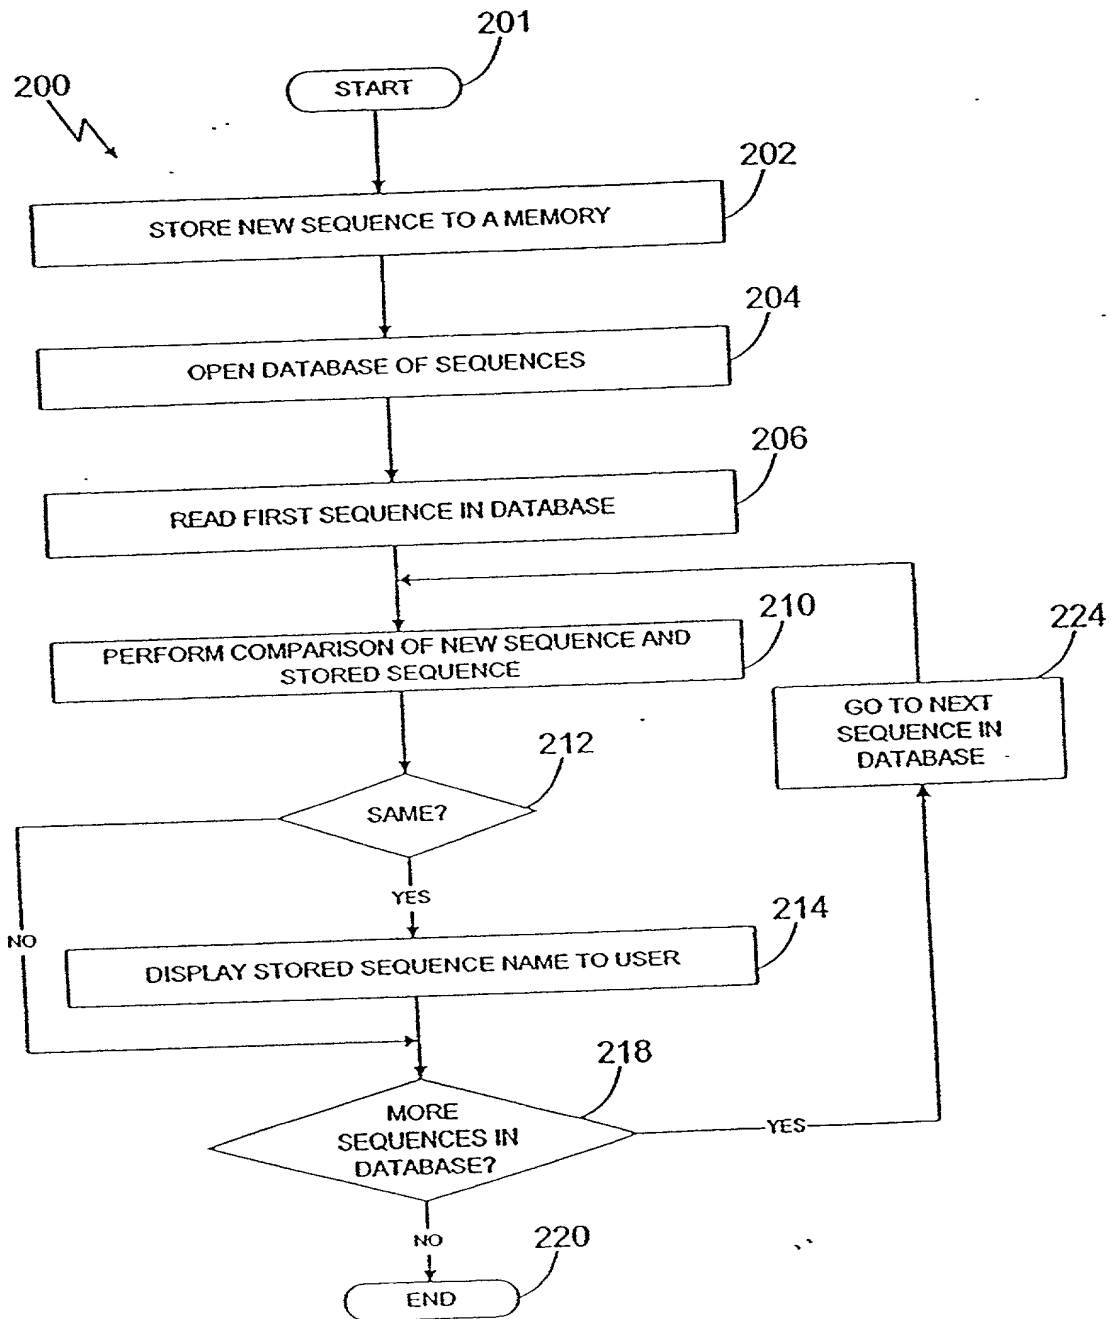 201
200
START
202
STORE NEW SEQUENCE TO A MEMORY
204
OPEN DATABASE OF SEQUENCES
206
READ FIRST SEQUENCE IN DATABASE
210
PERFORM COMPARISON OF NEW SEQUENCE AND
STORED SEQUENCE
224
GO TO NEXT
SEQUENCE IN
DATABASE
212
SAME?
YES
NO
214
DISPLAY STORED SEQUENCE NAME TO USER
218
MORE
SEQUENCES IN
DATABASE?
YES
NO
220
END